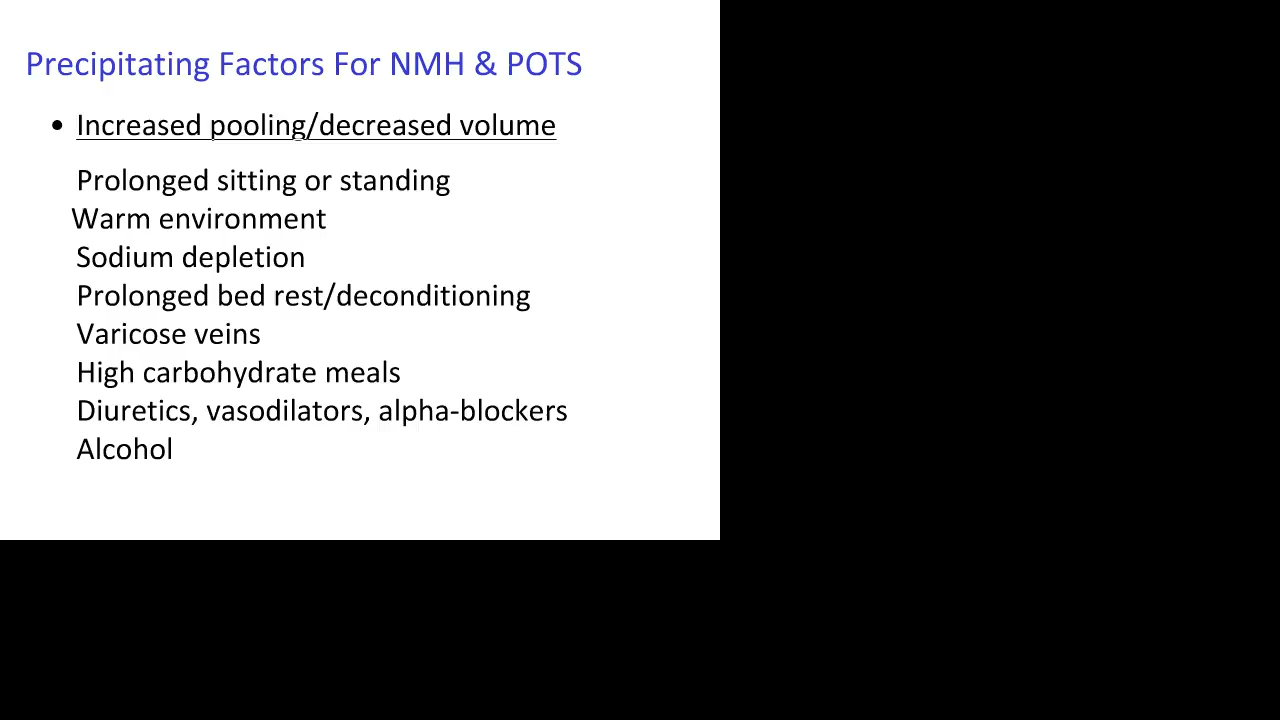 Precipitating Factors For NMH & POTS
• Increased pooling/decreased volume
Prolonged sitting or standing
Warm environment
Sodium depletion
Prolonged bed rest/deconditioning
Varicose veins
High carbohydrate meals
Diuretics, vasodilators, alpha-blockers
Alcohol